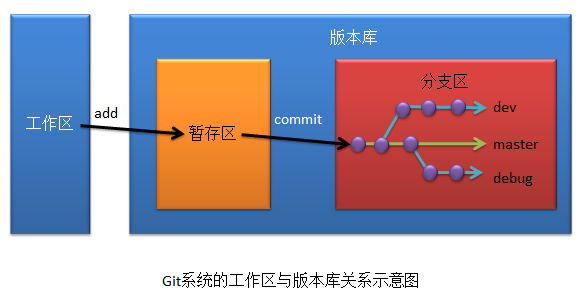 版本库
分支区
工作区
add
暂存区
commit
dev
master
debug
Git系统的工作区与版本库关系示意图